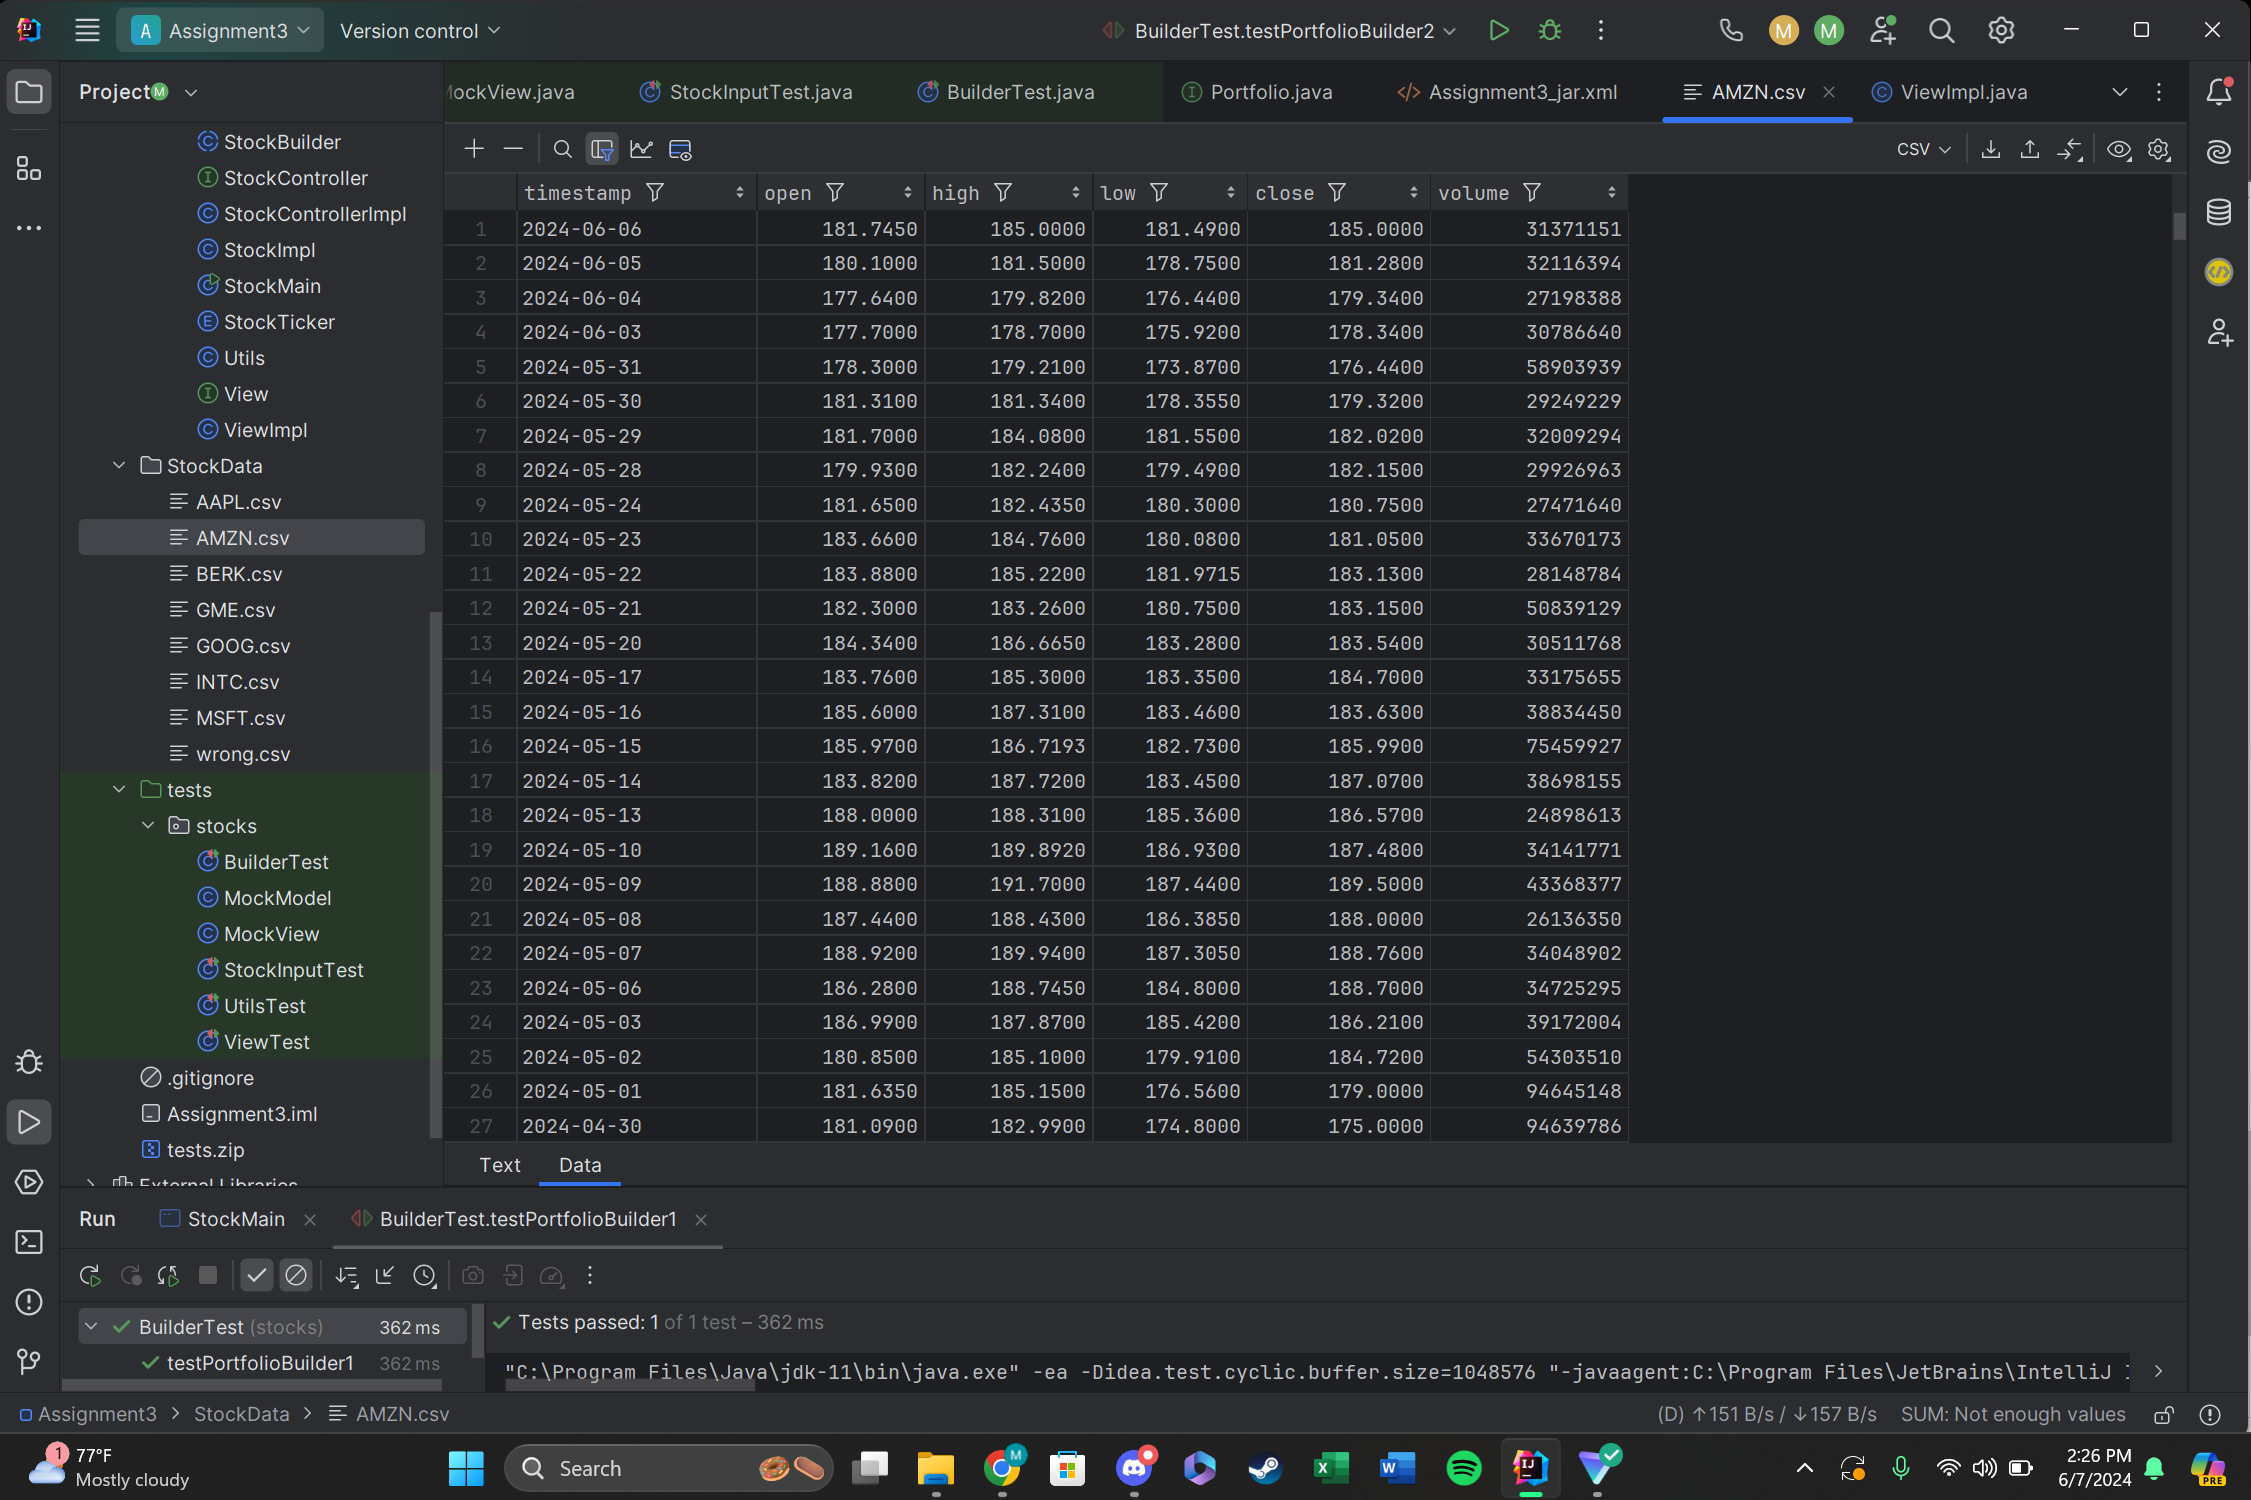 A Assignment3 Version control BuilderTest.testPortfolioBuilder2 M M
Project M
ockView.java StockInputTest.java BuilderTest.java Portfolio.java Assignment3_jar.xml AMZN.csv ViewImpl.java
CSV
StockBuilder
StockController
StockControllerImpl
StockImpl
StockMain
StockTicker
Utils
View
ViewImpl
StockData
AAPL.csv
AMZN.csv
BERK.csv
GME.csv
GOOG.csv
INTC.csv
MSFT.csv
wrong.csv
tests
stocks
BuilderTest
MockModel
MockView
StockInputTest
UtilsTest
ViewTest
.gitignore
Assignment3.iml
tests.zip
External Libraries
timestamp open high low close volume
1 2024-06-06 181.7450 185.0000 181.4900 185.0000 31371151
2 2024-06-05 180.1000 181.5000 178.7500 181.2800 32116394
3 2024-06-04 177.6400 179.8200 176.4400 179.3400 27198388
4 2024-06-03 177.7000 178.7000 175.9200 178.3400 30786640
5 2024-05-31 178.3000 179.2100 173.8700 176.4400 58903939
6 2024-05-30 181.3100 181.3400 178.3550 179.3200 29249229
7 2024-05-29 181.7000 184.0800 181.5500 182.0200 32009294
8 2024-05-28 179.9300 182.2400 179.4900 182.1500 29926963
9 2024-05-24 181.6500 182.4350 180.3000 180.7500 27471640
10 2024-05-23 183.6600 184.7600 180.0800 181.0500 33670173
11 2024-05-22 183.8800 185.2200 181.9715 183.1300 28148784
12 2024-05-21 182.3000 183.2600 180.7500 183.1500 50839129
13 2024-05-20 184.3400 186.6650 183.2800 183.5400 30511768
14 2024-05-17 183.7600 185.3000 183.3500 184.7000 33175655
15 2024-05-16 185.6000 187.3100 183.4600 183.6300 38834450
16 2024-05-15 185.9700 186.7193 182.7300 185.9900 75459927
17 2024-05-14 183.8200 187.7200 183.4500 187.0700 38698155
18 2024-05-13 188.0000 188.3100 185.3600 186.5700 24898613
19 2024-05-10 189.1600 189.8920 186.9300 187.4800 34141771
20 2024-05-09 188.8800 191.7000 187.4400 189.5000 43368377
21 2024-05-08 187.4400 188.4300 186.3850 188.0000 26136350
22 2024-05-07 188.9200 189.9400 187.3050 188.7600 34048902
23 2024-05-06 186.2800 188.7450 184.8000 188.7000 34725295
24 2024-05-03 186.9900 187.8700 185.4200 186.2100 39172004
25 2024-05-02 180.8500 185.1000 179.9100 184.7200 54303510
26 2024-05-01 181.6350 185.1500 176.5600 179.0000 94645148
27 2024-04-30 181.0900 182.9900 174.8000 175.0000 94639786
Text Data
Run StockMain BuilderTest.testPortfolioBuilder1
BuilderTest (stocks) 362 ms
testPortfolioBuilder1 362 ms
Tests passed: 1 of 1 test – 362 ms
"C:\Program Files\Java\jdk-11\bin\java.exe" -ea -Didea.test.cyclic.buffer.size=1048576 "-javaagent:C:\Program Files\JetBrains\IntelliJ
Assignment3 > StockData > AMZN.csv (D) ↑151 B/s / ↓157 B/s SUM: Not enough values
1 77°F
Mostly cloudy
Search
2:26 PM
6/7/2024
PRE